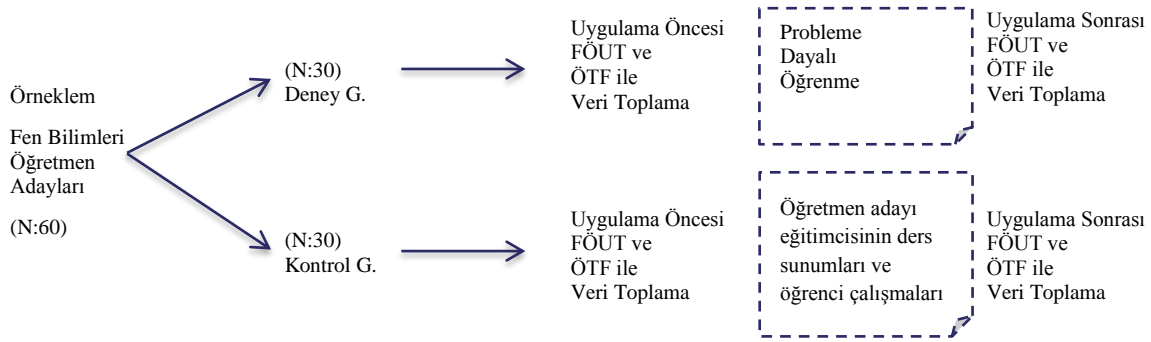 Örneklem
Fen Bilimleri
Öğretmen
Adayları
(N:60)
(N:30)
Deney G.
Uygulama Öncesi
FÖUT ve
ÖTF ile
Veri Toplama
Probleme
Dayalı
Öğrenme
Uygulama Sonrası
FÖUT ve
ÖTF ile
Veri Toplama
(N:30)
Kontrol G.
Uygulama Öncesi
FÖUT ve
ÖTF ile
Veri Toplama
Öğretmen adayı
eğitimcisinin ders
sunumları ve
öğrenci çalışmaları
Uygulama Sonrası
FÖUT ve
ÖTF ile
Veri Toplama